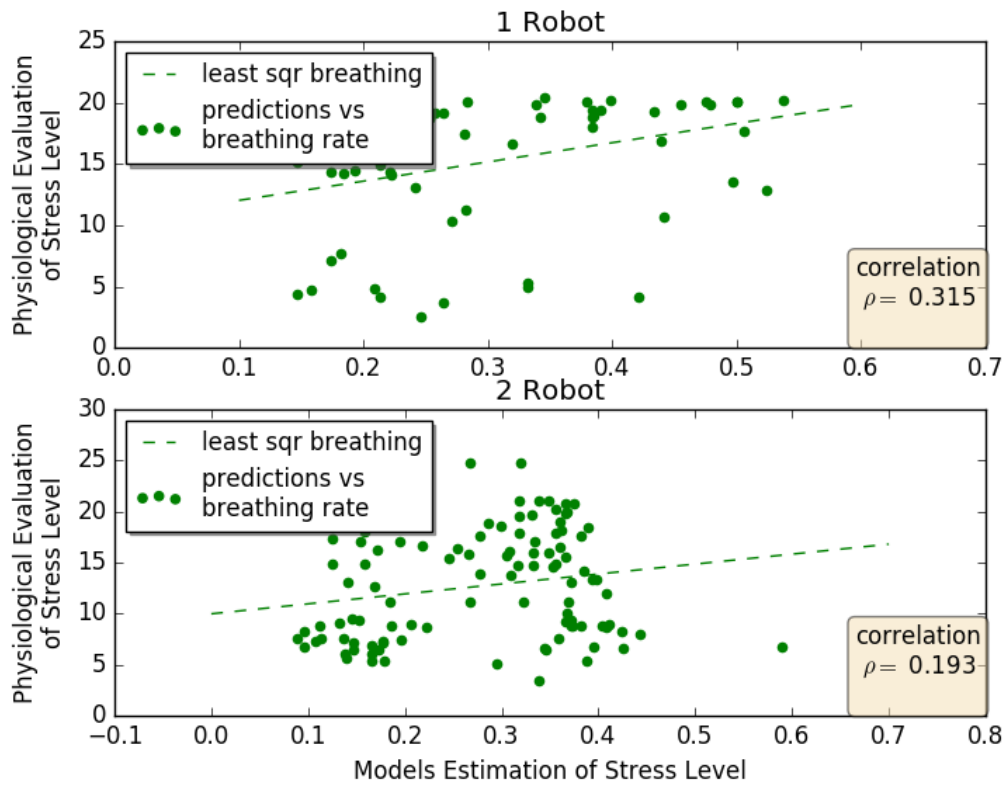 1 Robot
25
20
15
10
5
0
Physiological Evaluation
of Stress Level
least sqr breathing
predictions vs
breathing rate
correlation
ρ = 0.315
0.0 0.1 0.2 0.3 0.4 0.5 0.6 0.7
2 Robot
30
25
20
15
10
5
0
Physiological Evaluation
of Stress Level
least sqr breathing
predictions vs
breathing rate
correlation
ρ = 0.193
−0.1 0.0 0.1 0.2 0.3 0.4 0.5 0.6 0.7 0.8
Models Estimation of Stress Level